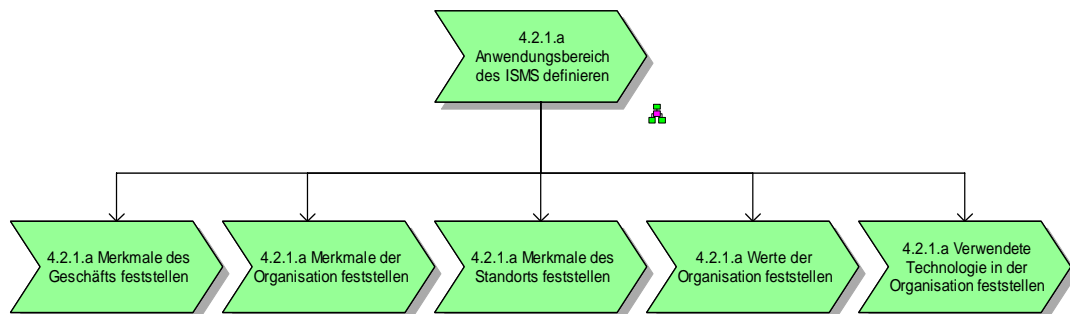 4.2.1.a
Anwendungsbereich
des ISMS definieren
4.2.1.a Merkmale des
Geschäfts feststellen
4.2.1.a Merkmale der
Organisation feststellen
4.2.1.a Merkmale des
Standorts feststellen
4.2.1.a Werte der
Organisation feststellen
4.2.1.a Verwendete
Technologie in der
Organisation feststellen